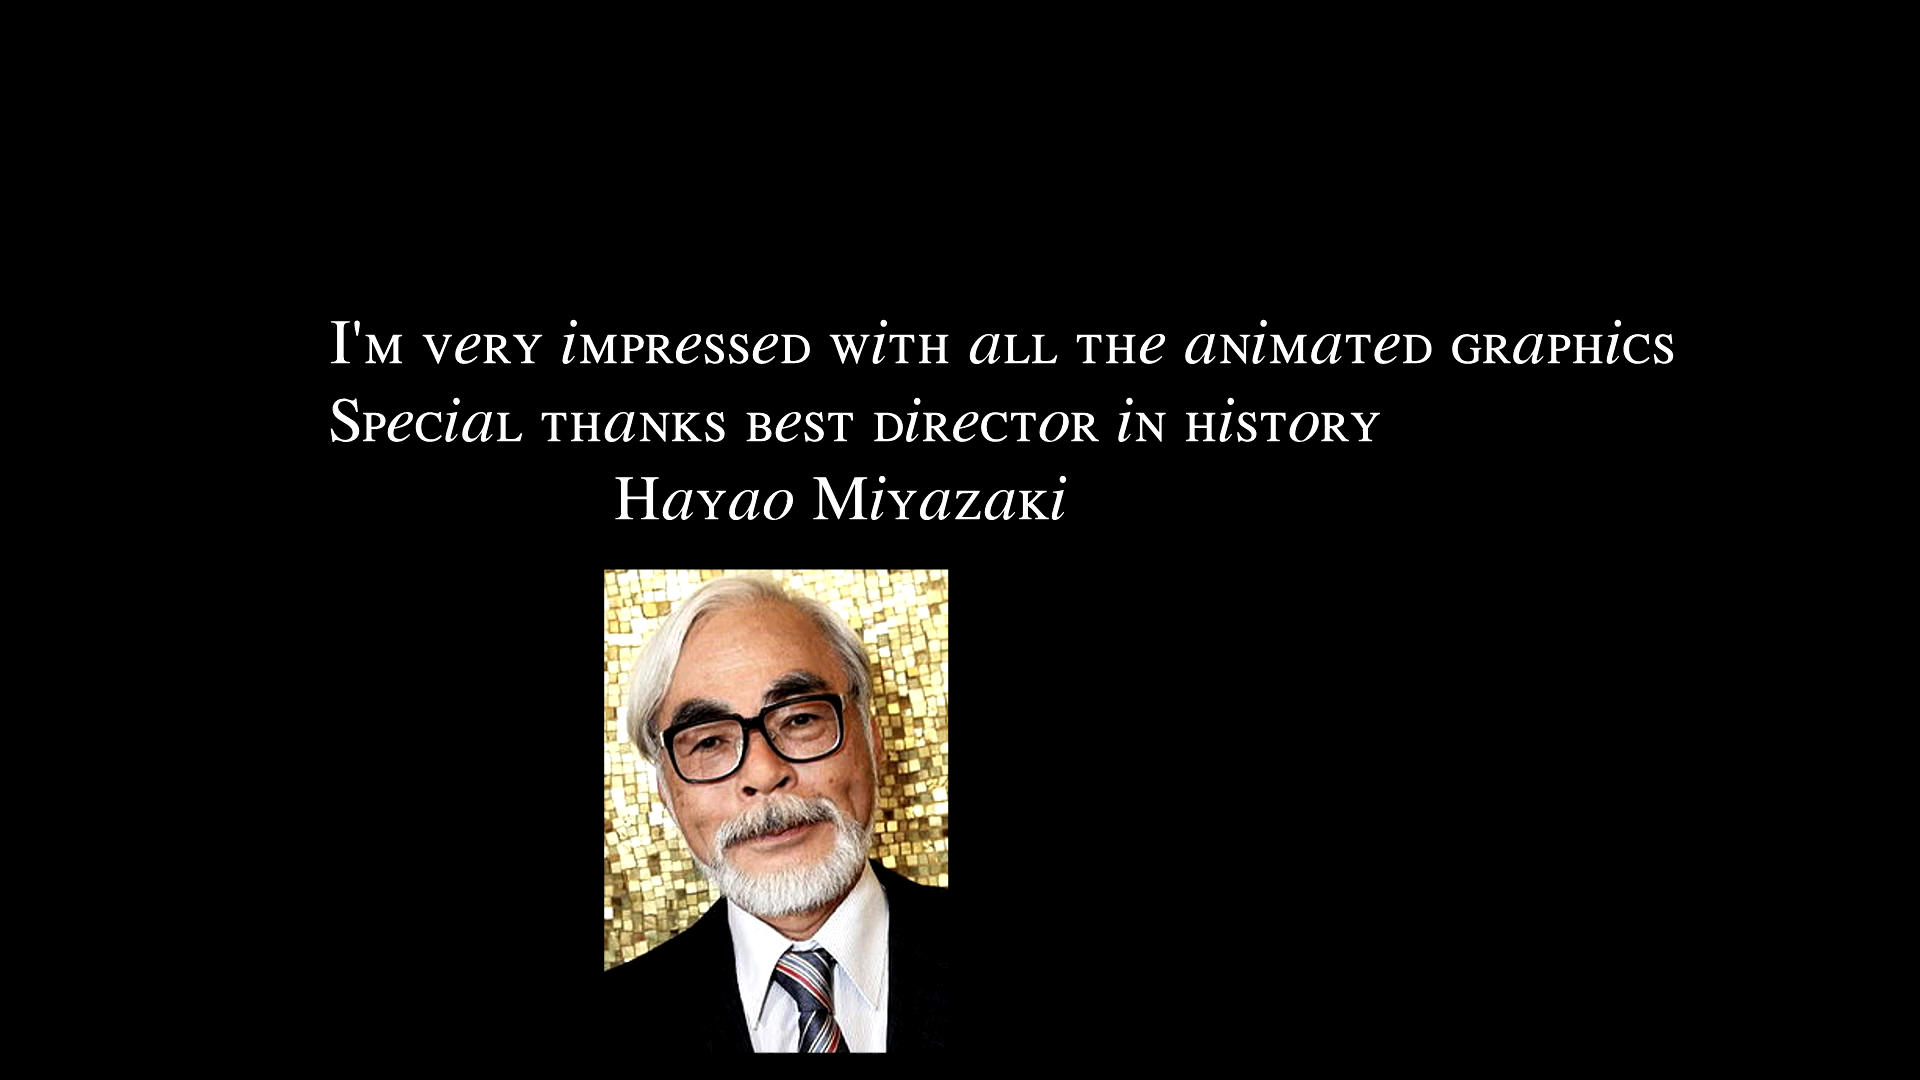 I'm very impressed with all the animated graphics
Special thanks best director in history
Hayao Miyazaki